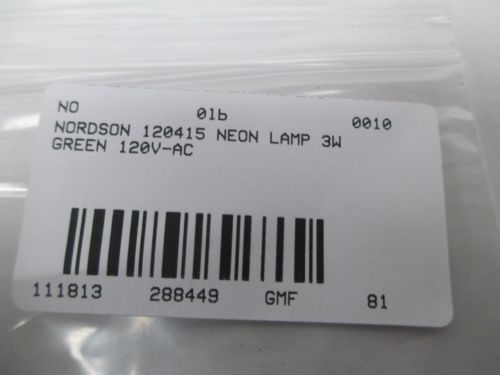 NO 01b 0010
NORDSON 120415 NEON LAMP 3W
GREEN 120V-AC
111813 288449 GMF 81